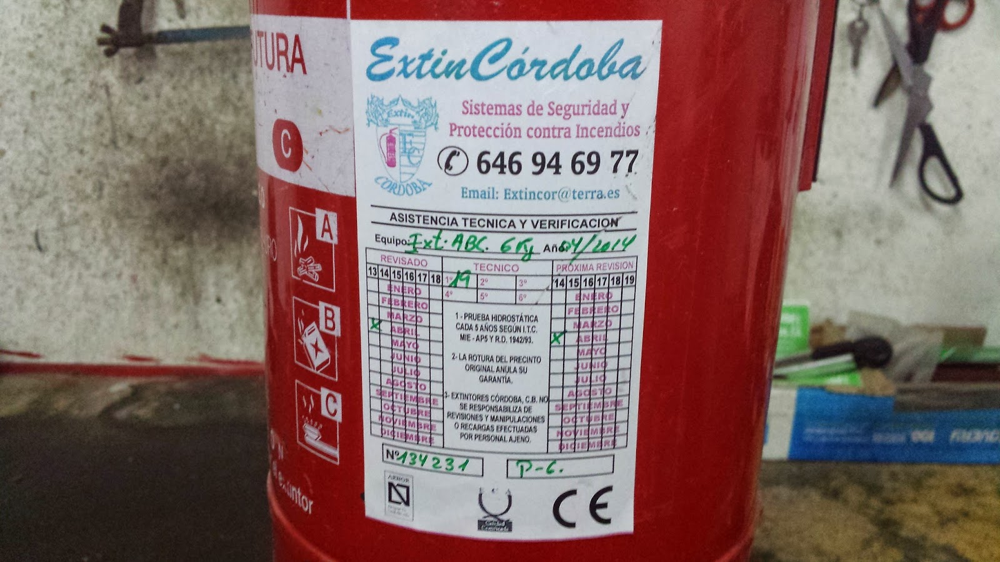 UTURA
C
A
B
C
extintor
ExtinCórdoba
Extin
CORDOBA
Sistemas de Seguridad y
Protección contra Incendios
646 94 69 77
Email: Extincor@terra.es
ASISTENCIA TECNICA Y VERIFICACION
Equipo: Ext. ABC. 6 Kg Año 04/2014
REVISADO TECNICO PROXIMA REVISION
13 14 15 16 17 18 1º 19 2º 3º '14 15 16 17 18 19
4º 5º 6º
ENERO
FEBRERO
MARZO
X ABRIL
MAYO
JUNIO
JULIO
AGOSTO
SEPTIEMBRE
OCTUBRE
NOVIEMBRE
DICIEMBRE
1 - PRUEBA HIDROSTÁTICA
CADA 5 AÑOS SEGÚN I.T.C.
MIE - AP5 Y R.D. 1942/93.
2- LA ROTURA DEL PRECINTO
ORIGINAL ANULA SU
GARANTÍA.
3- EXTINTORES CÓRDOBA, C.B. NO
SE RESPONSABILIZA DE
REVISIONES Y MANIPULACIONES
O RECARGAS EFECTUADAS
POR PERSONAL AJENO.
ENERO
FEBRERO
MARZO
X ABRIL
MAYO
JUNIO
JULIO
AGOSTO
SEPTIEMBRE
OCTUBRE
NOVIEMBRE
DICIEMBRE
Nº 134231 P-6.
AENOR
CE